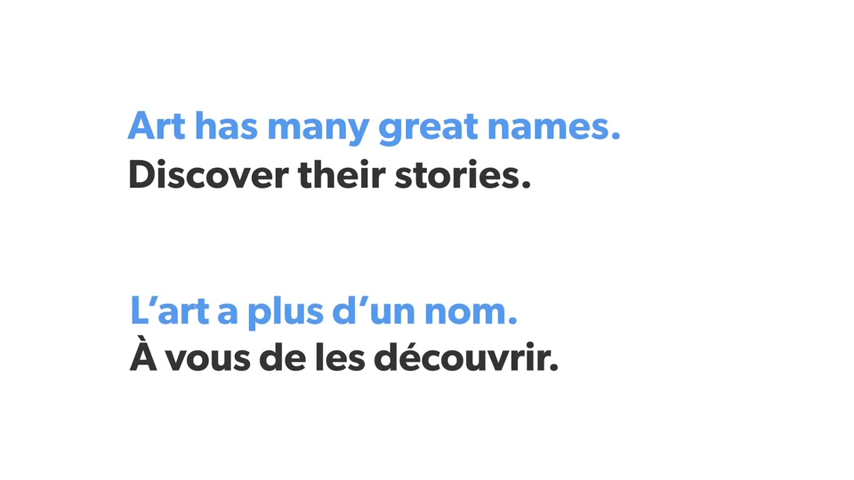 Art has many great names.
Discover their stories.
L’art a plus d’un nom.
À vous de les découvrir.